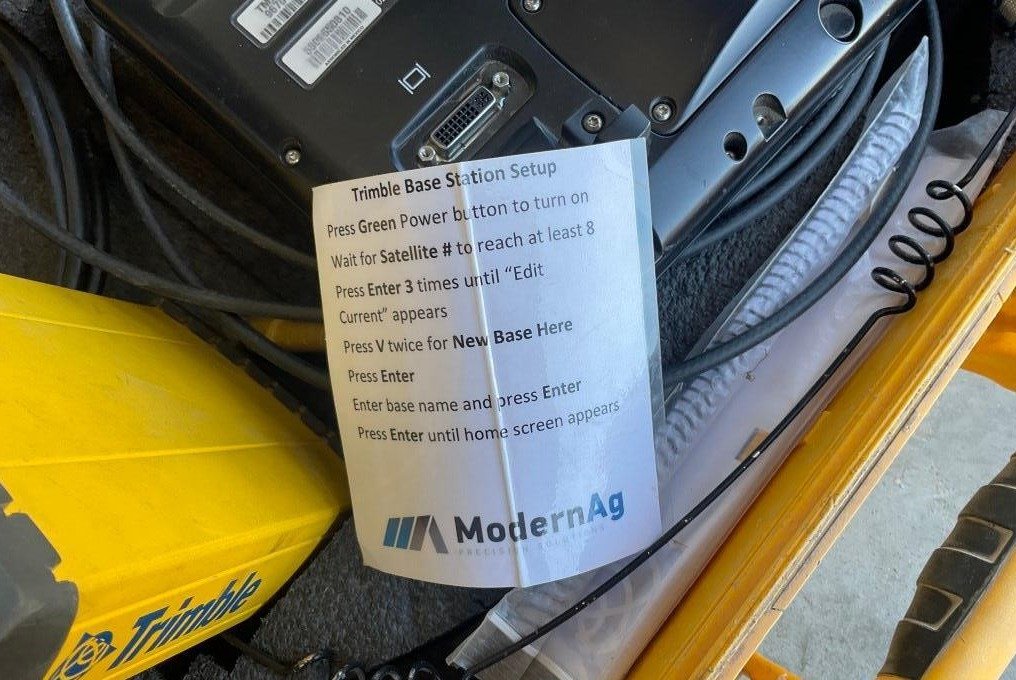 Trimble Base Station Setup
Press Green Power button to turn on
Wait for Satellite # to reach at least 8
Press Enter 3 times until “Edit
Current” appears
Press V twice for New Base Here
Press Enter
Enter base name and press Enter
Press Enter until home screen appears
ModernAg
Trimble